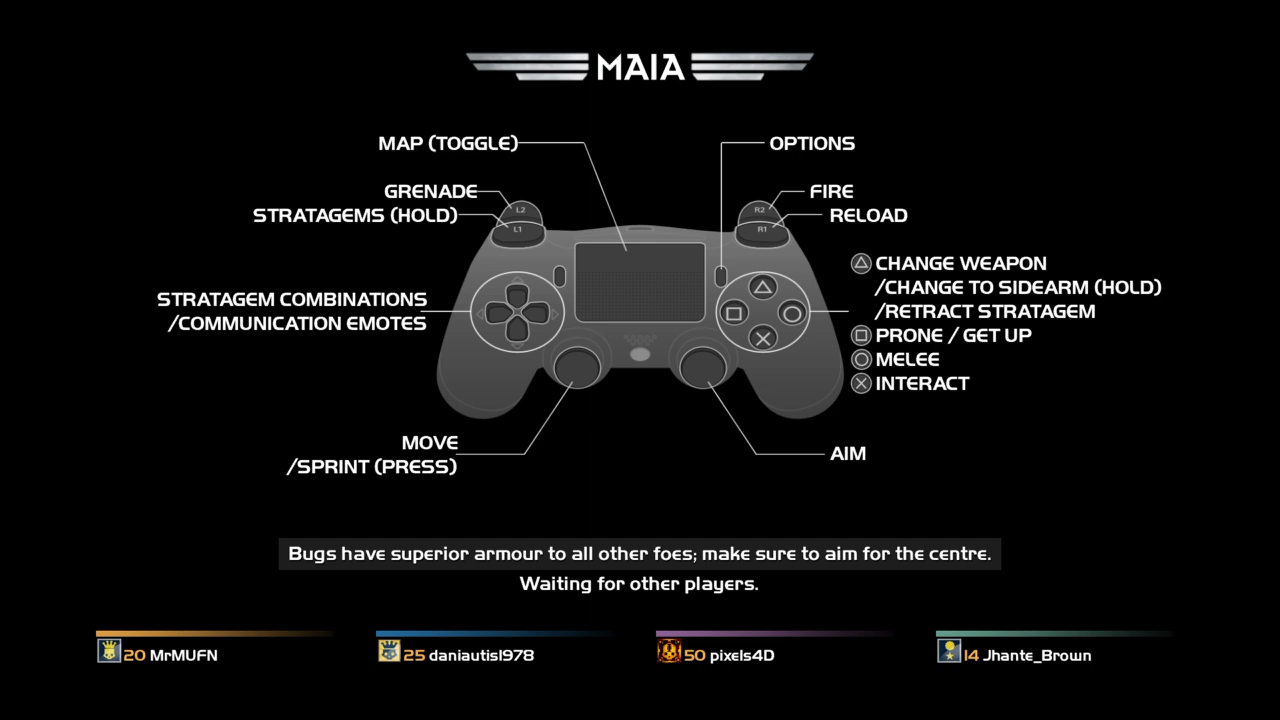 MAIA
MAP (TOGGLE)
OPTIONS
GRENADE
FIRE
STRATAGEMS (HOLD)
RELOAD
L2
L1
R2
R1
CHANGE WEAPON
/CHANGE TO SIDEARM (HOLD)
/RETRACT STRATAGEM
PRONE / GET UP
MELEE
INTERACT
STRATAGEM COMBINATIONS
/COMMUNICATION EMOTES
MOVE
/SPRINT (PRESS)
AIM
Bugs have superior armour to all other foes; make sure to aim for the centre.
Waiting for other players.
20 MrMUFN
25 daniautis1978
50 pixels4D
14 Jhante_Brown